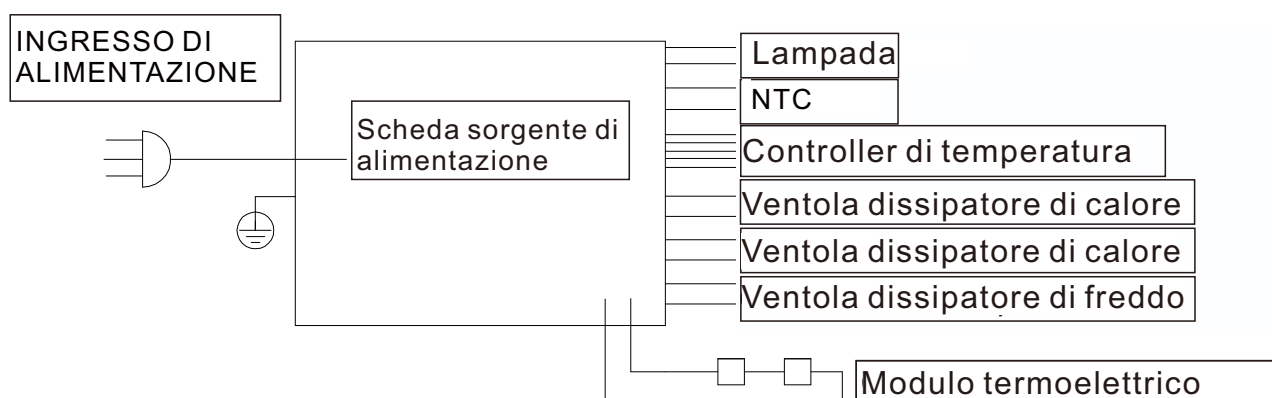 INGRESSO DI
ALIMENTAZIONE
Scheda sorgente di
alimentazione
Lampada
NTC
Controller di temperatura
Ventola dissipatore di calore
Ventola dissipatore di calore
Ventola dissipatore di freddo
Modulo termoelettrico